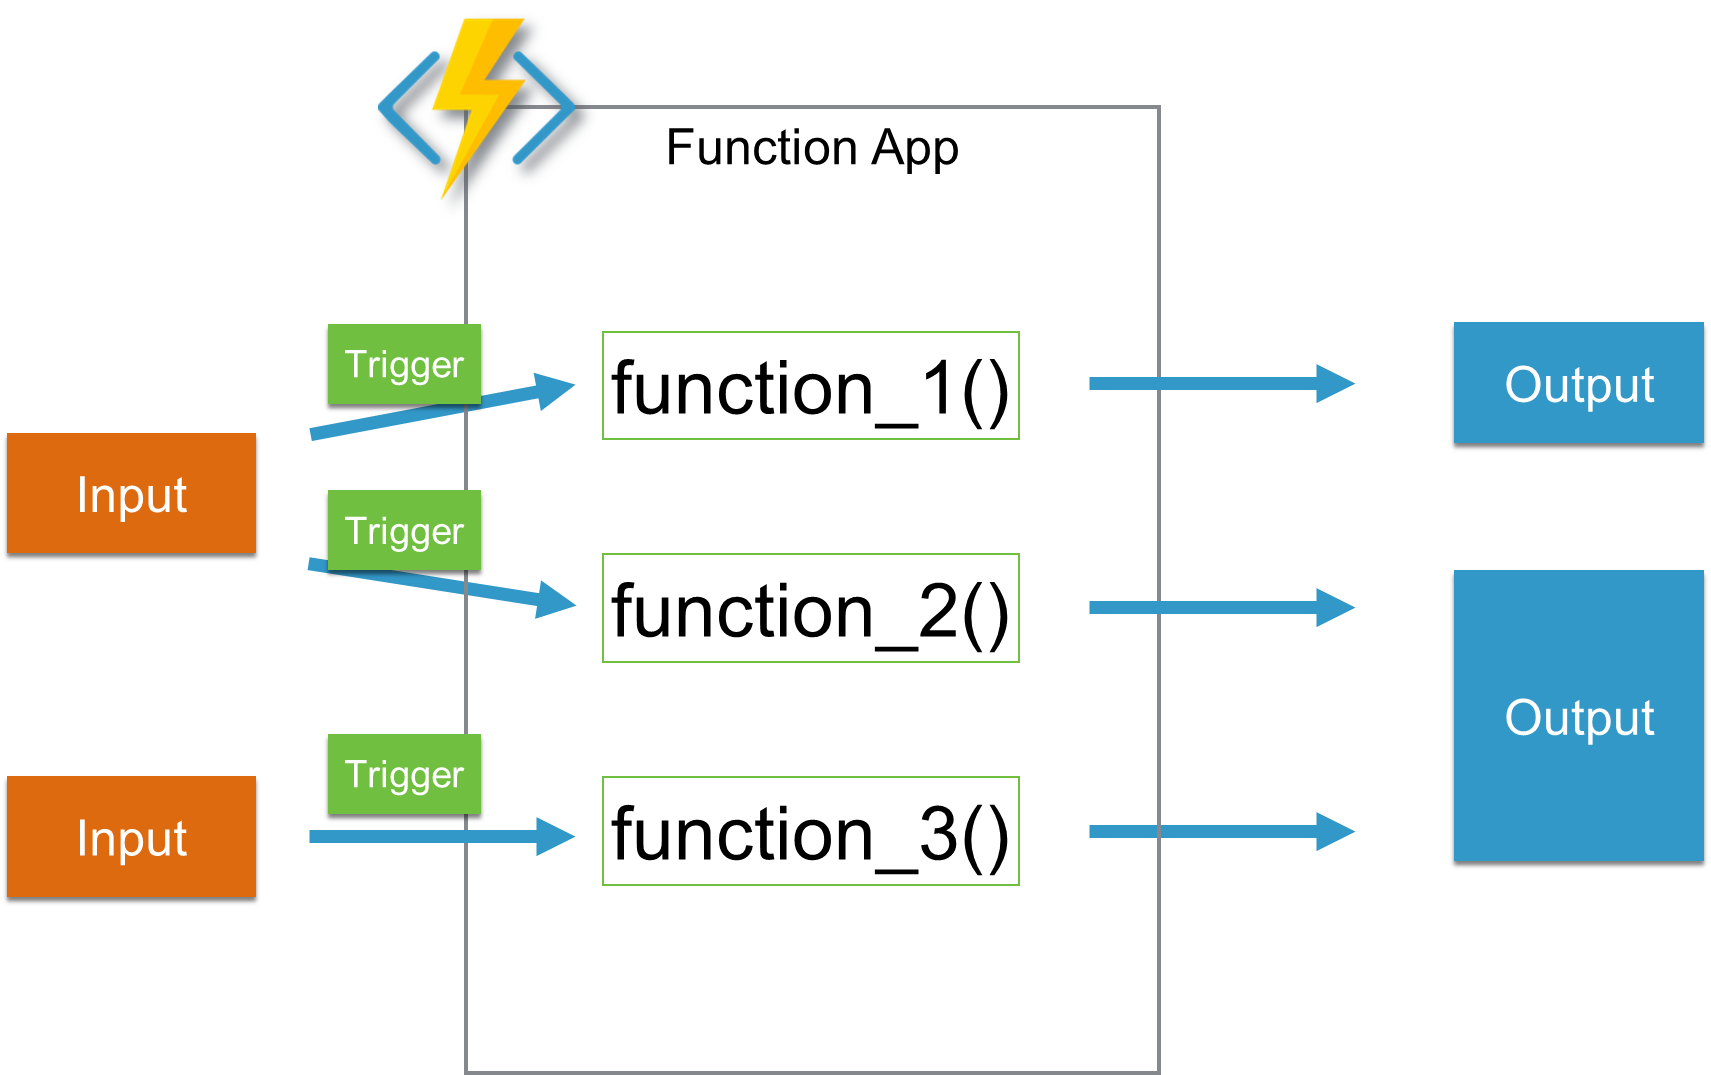 Function App
Trigger
function_1()
Output
Input
Trigger
function_2()
Output
Trigger
Input
function_3()